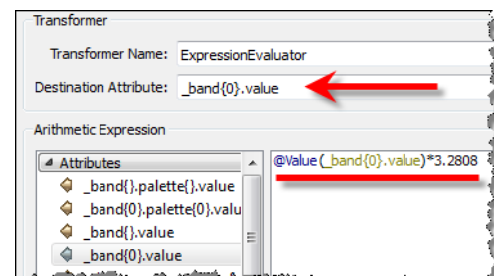 Transformer
Transformer Name: ExpressionEvaluator
Destination Attribute: _band{0}.value
Arithmetic Expression
Attributes
@Value(_band{0}.value)*3.2808
_band{}.palette{}.value
_band{0}.palette{0}.valu
_band{}.value
_band{0}.value